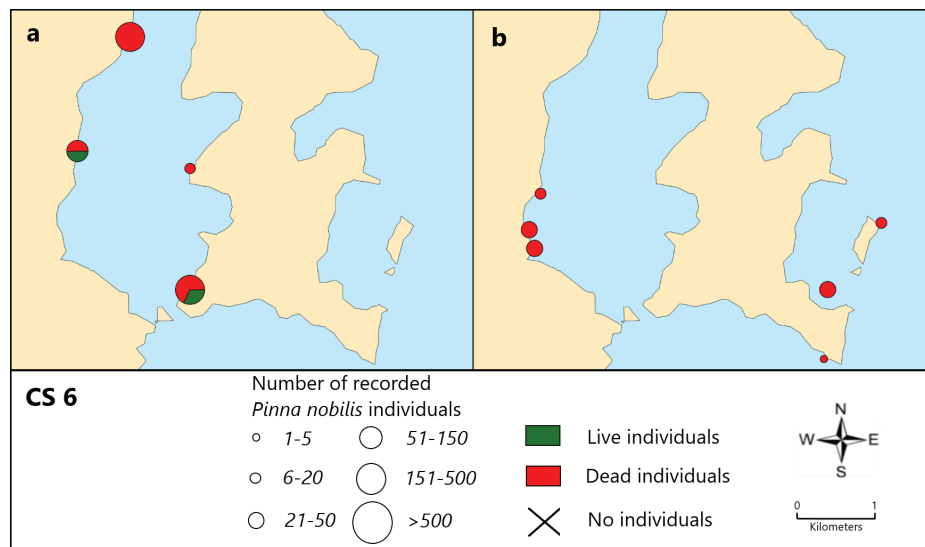 a
b
CS 6
Number of recorded
Pinna nobilis individuals
1-5
51-150
6-20
151-500
21-50
>500
Live individuals
Dead individuals
No individuals
N
W E
S
0 1
Kilometers